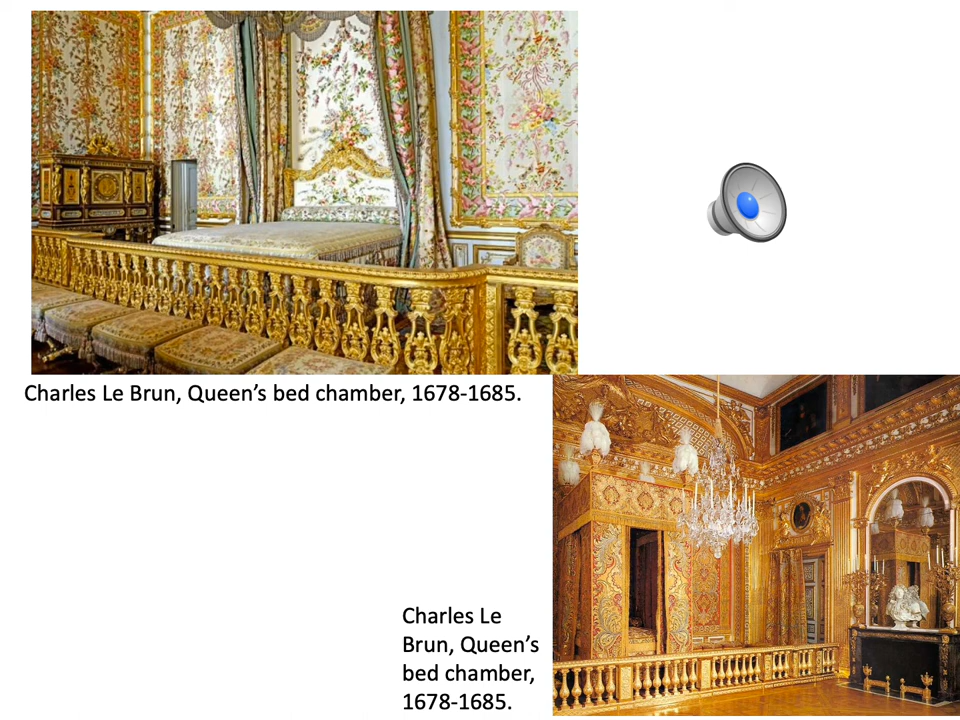 Charles Le Brun, Queen’s bed chamber, 1678-1685.
Charles Le
Brun, Queen’s
bed chamber,
1678-1685.